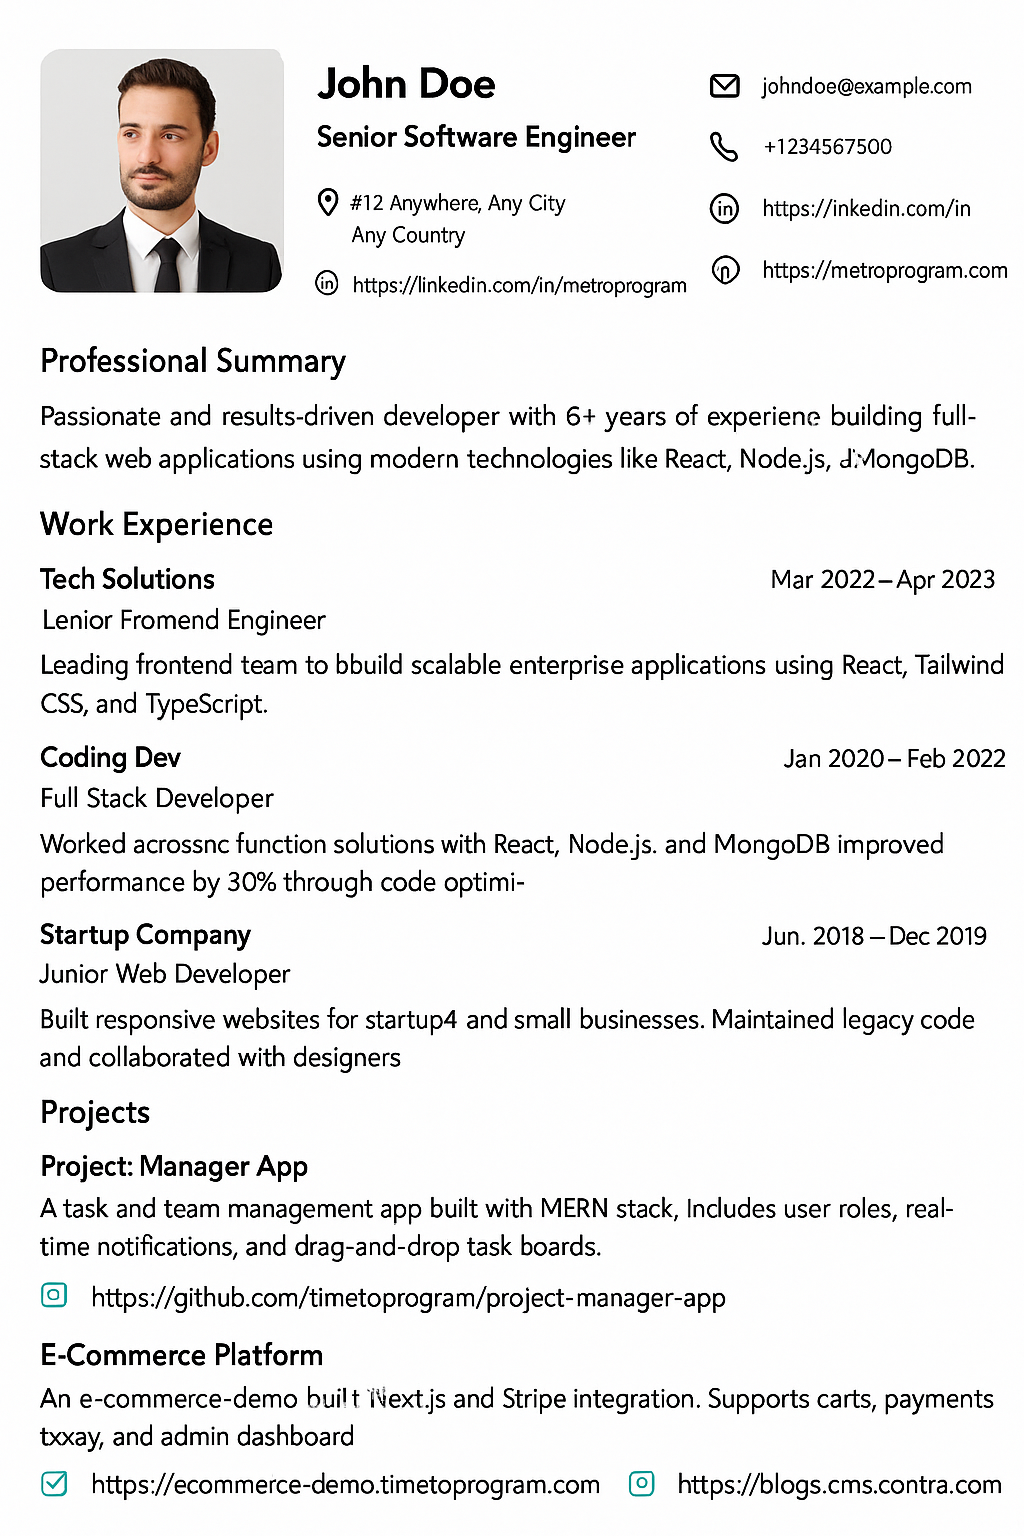 John Doe
Senior Software Engineer
#12 Anywhere, Any City
Any Country
https://linkedin.com/in/metroprogram
johndoe@example.com
+1234567500
https://inkedin.com/in
https://metroprogram.com
Professional Summary
Passionate and results-driven developer with 6+ years of experiene building full-
stack web applications using modern technologies like React, Node.js, MongoDB.
Work Experience
Tech Solutions
Mar 2022 – Apr 2023
Lenior Fromend Engineer
Leading frontend team to bbuild scalable enterprise applications using React, Tailwind
CSS, and TypeScript.
Coding Dev
Jan 2020 – Feb 2022
Full Stack Developer
Worked acrossnc function solutions with React, Node.js. and MongoDB improved
performance by 30% through code optimi-
Startup Company
Jun. 2018 – Dec 2019
Junior Web Developer
Built responsive websites for startup4 and small businesses. Maintained legacy code
and collaborated with designers
Projects
Project: Manager App
A task and team management app built with MERN stack, Includes user roles, real-
time notifications, and drag-and-drop task boards.
https://github.com/timetoprogram/project-manager-app
E-Commerce Platform
An e-commerce-demo built Next.js and Stripe integration. Supports carts, payments
txxay, and admin dashboard
https://ecommerce-demo.timetoprogram.com
https://blogs.cms.contra.com